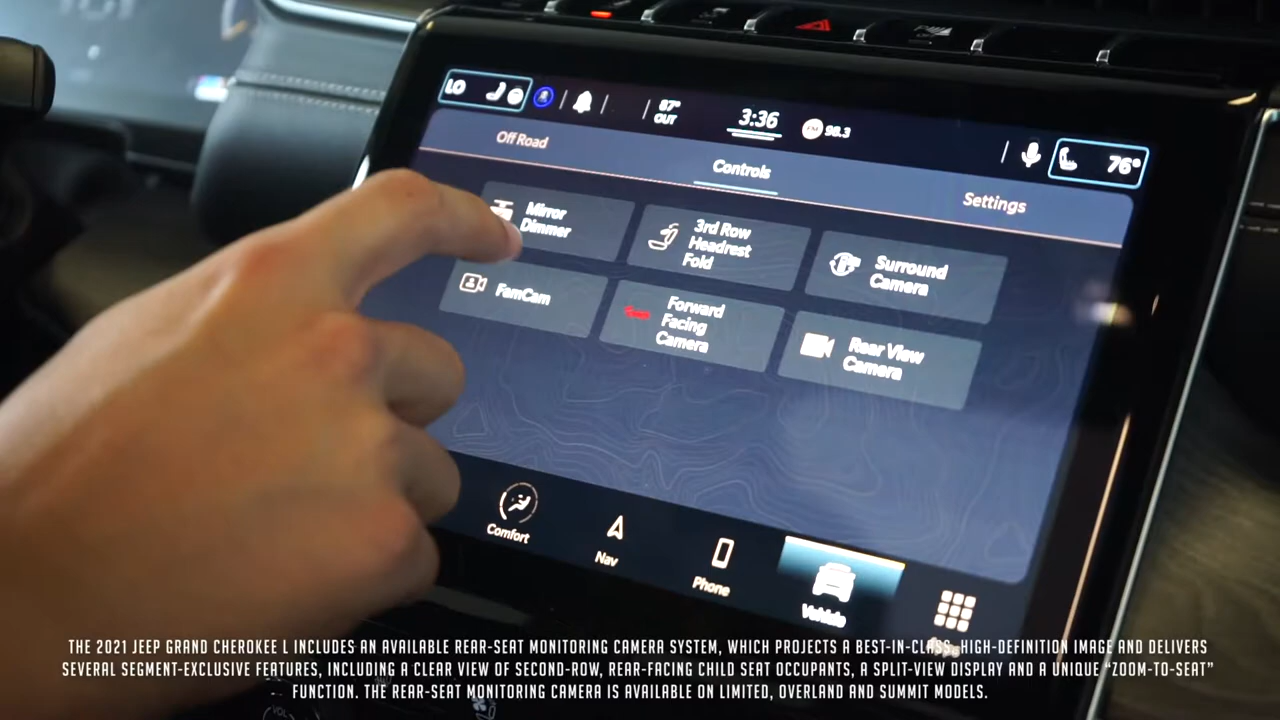 LO
67° OUT
3:36
FM 98.3
76°
Off Road
Controls
Settings
Mirror
Dimmer
3rd Row
Headrest
Fold
Surround
Camera
FamCam
Forward
Facing
Camera
Rear View
Camera
Comfort
Nav
Phone
Vehicle
THE 2021 JEEP GRAND CHEROKEE L INCLUDES AN AVAILABLE REAR-SEAT MONITORING CAMERA SYSTEM, WHICH PROJECTS A BEST-IN-CLASS, HIGH-DEFINITION IMAGE AND DELIVERS
SEVERAL SEGMENT-EXCLUSIVE FEATURES, INCLUDING A CLEAR VIEW OF SECOND-ROW, REAR-FACING CHILD SEAT OCCUPANTS, A SPLIT-VIEW DISPLAY AND A UNIQUE "ZOOM-TO-SEAT"
FUNCTION. THE REAR-SEAT MONITORING CAMERA IS AVAILABLE ON LIMITED, OVERLAND AND SUMMIT MODELS.
VOL